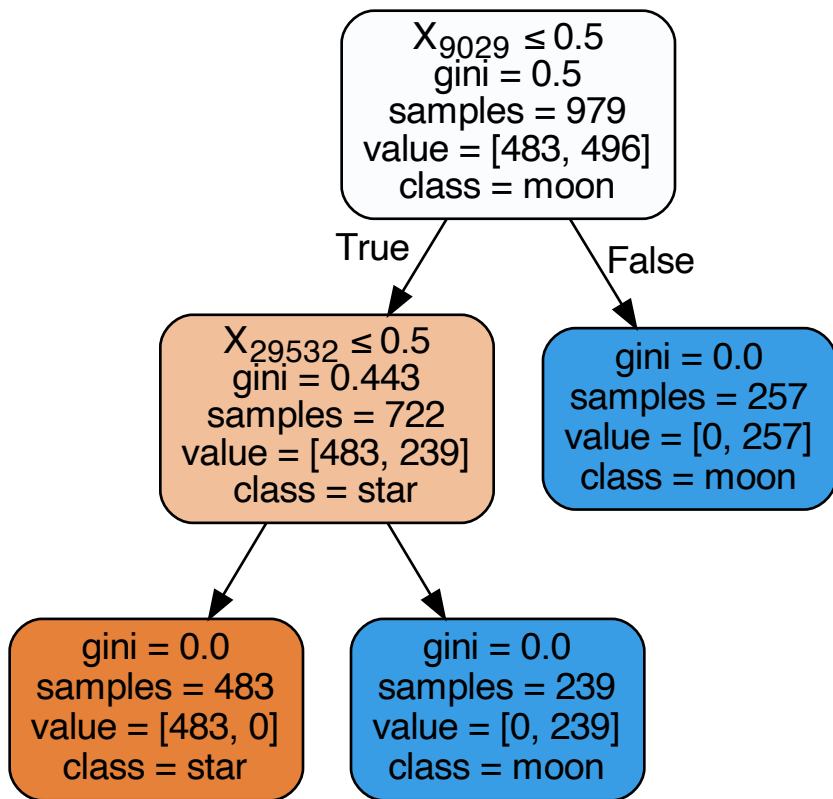 X₉₀₂₉ ≤ 0.5
gini = 0.5
samples = 979
value = [483, 496]
class = moon
True
False
X₂₉₅₃₂ ≤ 0.5
gini = 0.443
samples = 722
value = [483, 239]
class = star
gini = 0.0
samples = 257
value = [0, 257]
class = moon
gini = 0.0
samples = 483
value = [483, 0]
class = star
gini = 0.0
samples = 239
value = [0, 239]
class = moon